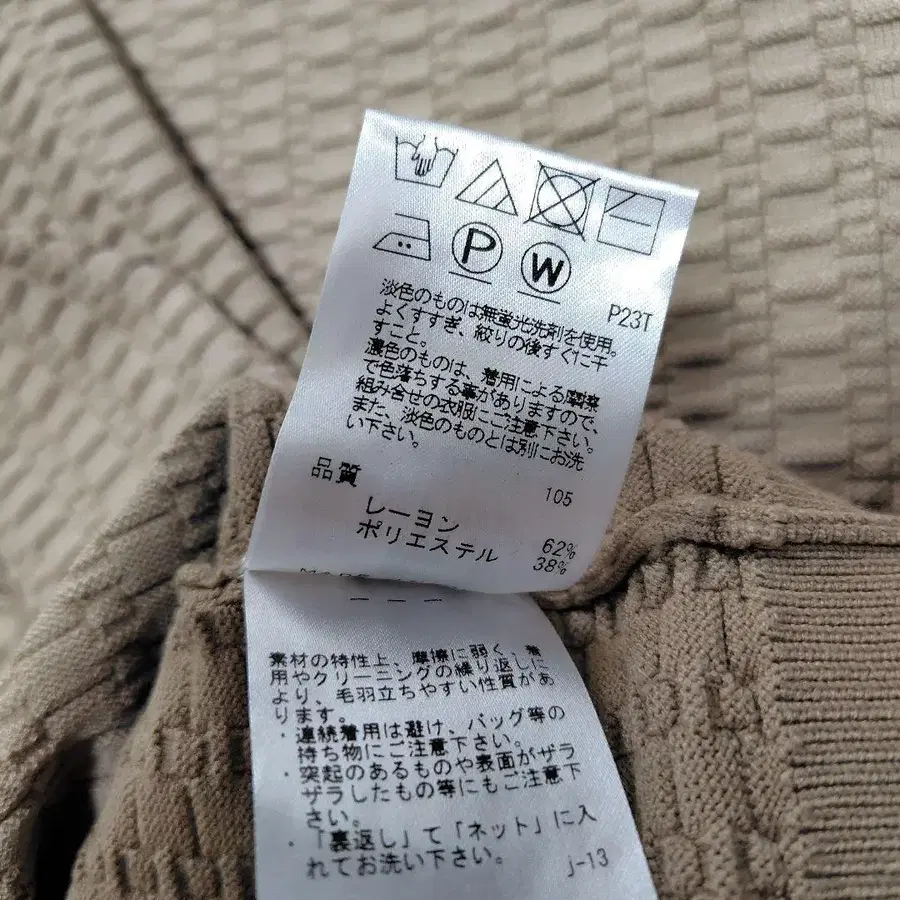 P
W
P23T
淡色のものは無蛍光洗剤を使用。
よくすすぎ、絞りの後すぐに干
すこと。
濃色のものは、着用による摩擦
で色落ちする事がありますので、
組み合せの衣服にご注意下さい。
また、淡色のものとは別にお洗
い下さい。
品質
105
レーヨン 62%
ポリエステル 38%
素材の特性上、摩擦に弱く、着
用やクリーニングの繰り返しに
より、毛羽立ちやすい性質があ
ります。
・連続着用は避け、バッグ等の
持ち物にご注意下さい。
・突起のあるものや表面がザラ
ザラしたもの等にもご注意下
さい。
・「裏返し」て「ネット」に入
れてお洗い下さい。
j-13